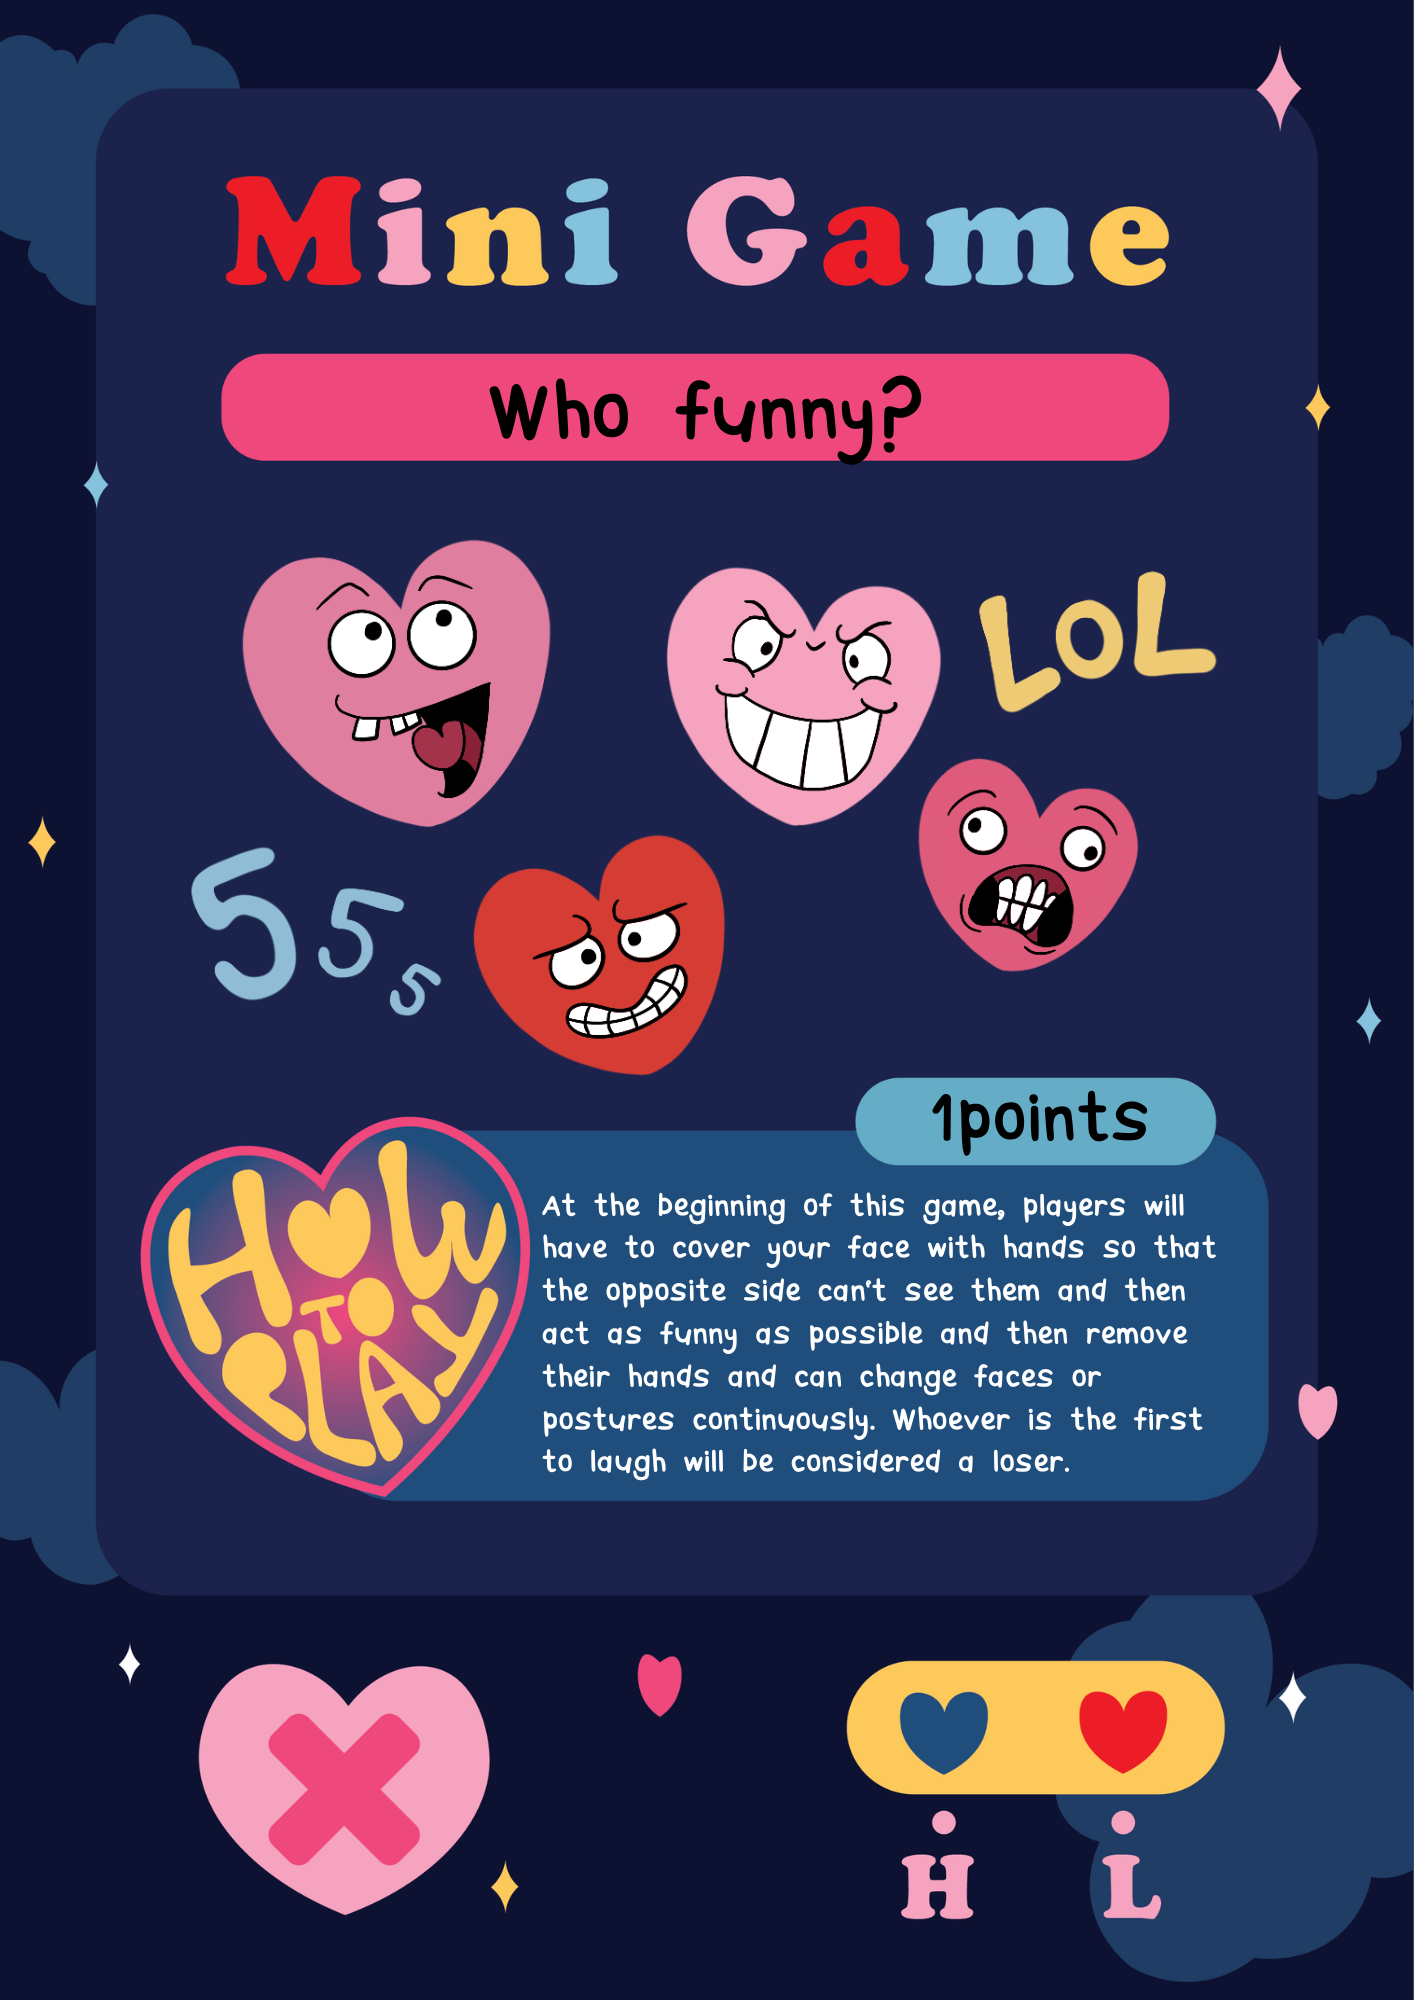 Mini Game
Who funny?
LOL
555
1points
HOW
TO
PLAY
At the beginning of this game, players will
have to cover your face with hands so that
the opposite side can't see them and then
act as funny as possible and then remove
their hands and can change faces or
postures continuously. Whoever is the first
to laugh will be considered a loser.
H L